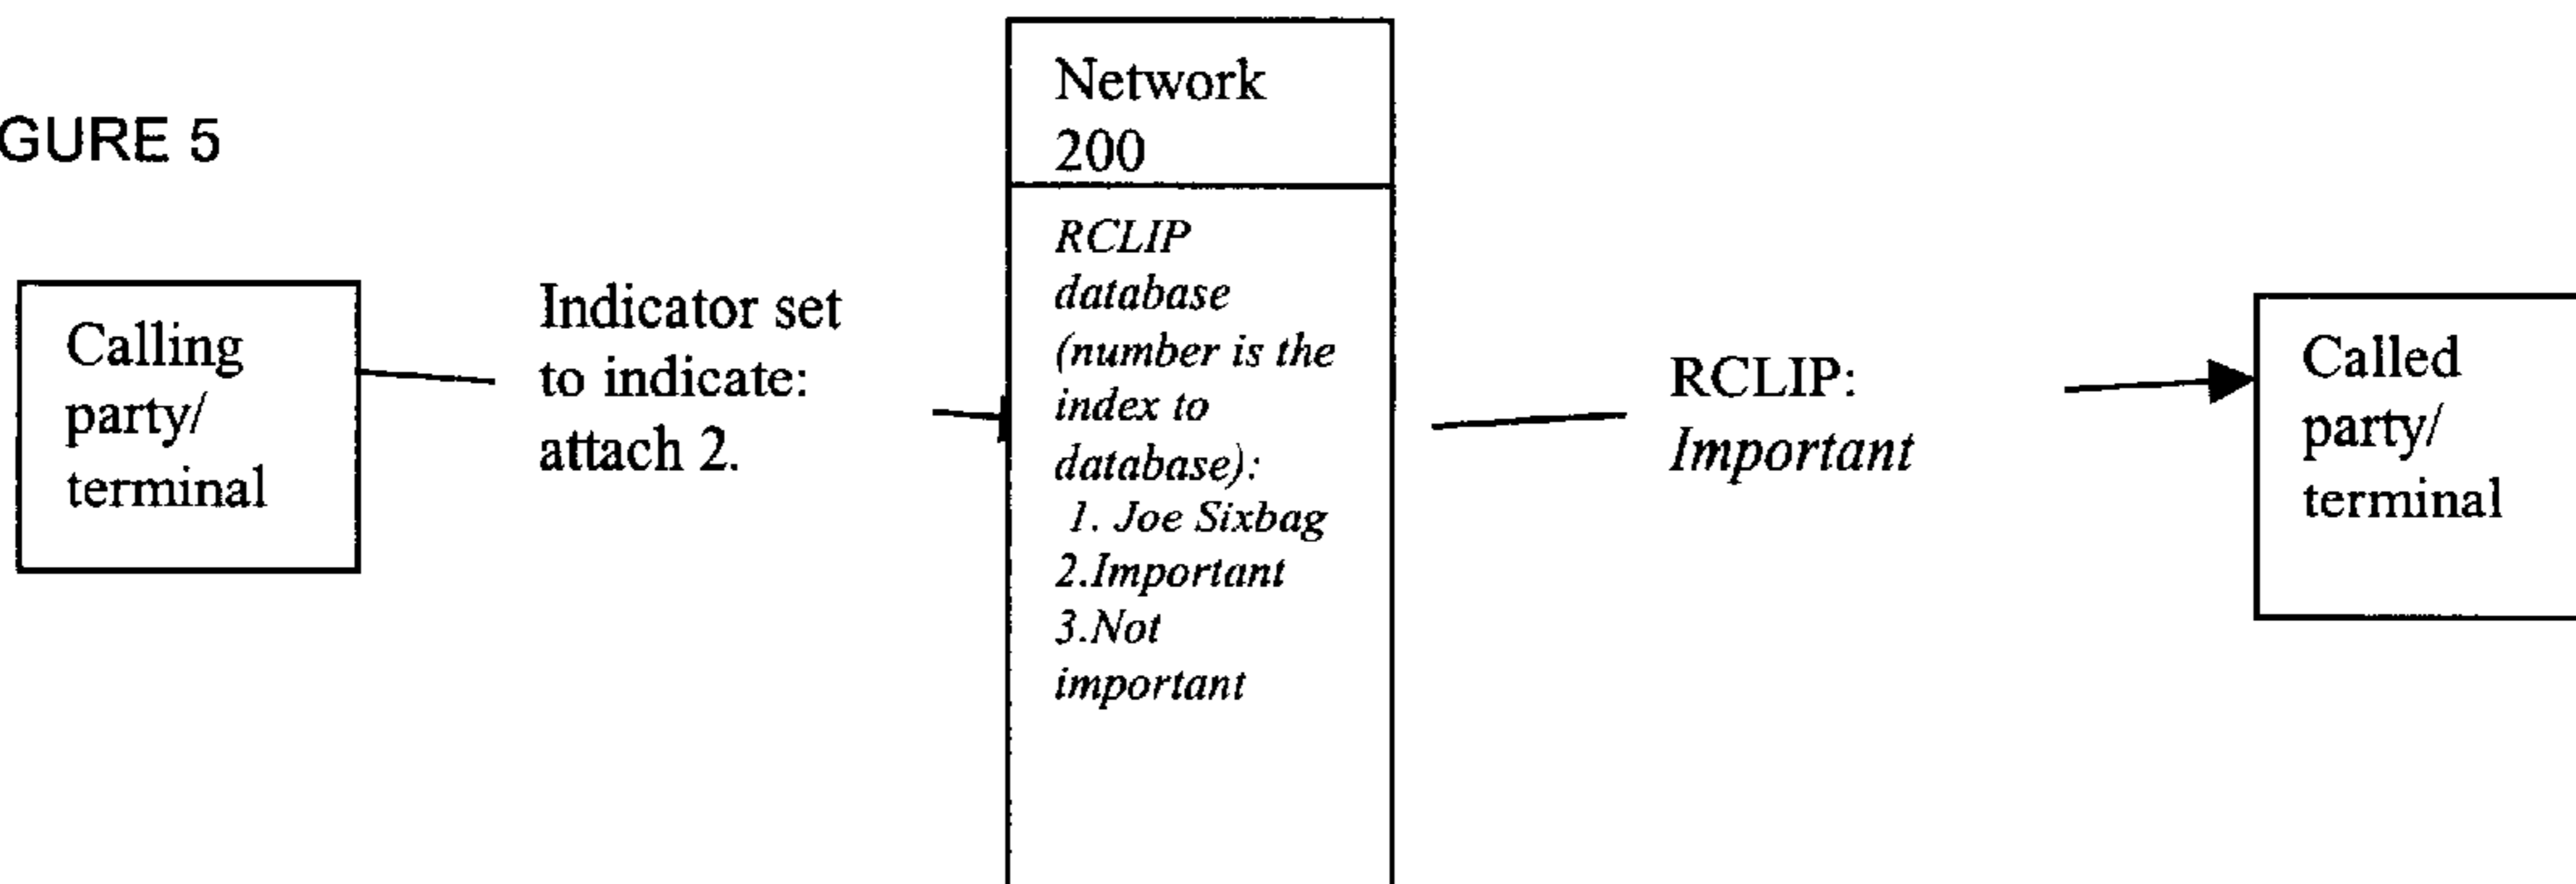 GURE 5
Calling
party/
terminal
Indicator set
to indicate:
attach 2.
Network
200
RCLIP
database
(number is the
index to
database):
1. Joe Sixbag
2.Important
3.Not
important
RCLIP:
Important
Called
party/
terminal